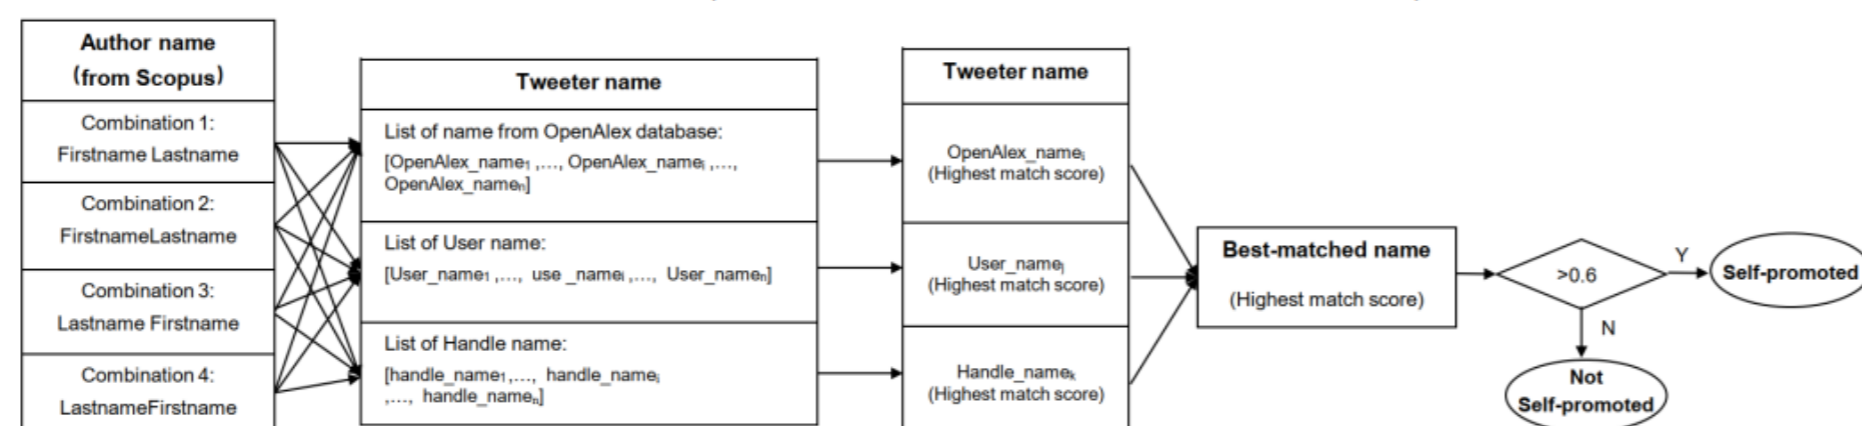 Author name
(from Scopus)
Combination 1:
Firstname Lastname
Combination 2:
FirstnameLastname
Combination 3:
Lastname Firstname
Combination 4:
LastnameFirstname
Tweeter name
List of name from OpenAlex database:
[OpenAlex_name₁ ,…, OpenAlex_nameᵢ ,…,
OpenAlex_nameₙ]
List of User name:
[User_name₁ ,…, use _nameᵢ ,…, User_nameₙ]
List of Handle name:
[handle_name₁,…, handle_nameᵢ
,…, handle_nameₙ]
Tweeter name
OpenAlex_nameᵢ
(Highest match score)
User_nameⱼ
(Highest match score)
Handle_nameₖ
(Highest match score)
Best-matched name
(Highest match score)
>0.6
Y
Self-promoted
N
Not
Self-promoted